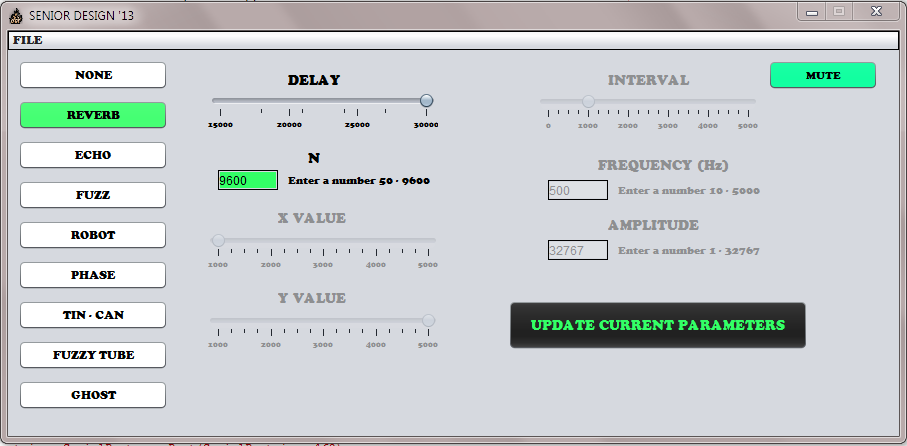 SENIOR DESIGN '13
FILE
NONE
REVERB
ECHO
FUZZ
ROBOT
PHASE
TIN - CAN
FUZZY TUBE
GHOST
DELAY
15000 20000 25000 30000
N
9600 Enter a number 50 - 9600
X VALUE
1000 2000 3000 4000 5000
Y VALUE
1000 2000 3000 4000 5000
INTERVAL
0 1000 2000 3000 4000 5000
FREQUENCY (Hz)
500 Enter a number 10 - 5000
AMPLITUDE
32767 Enter a number 1 - 32767
UPDATE CURRENT PARAMETERS
MUTE